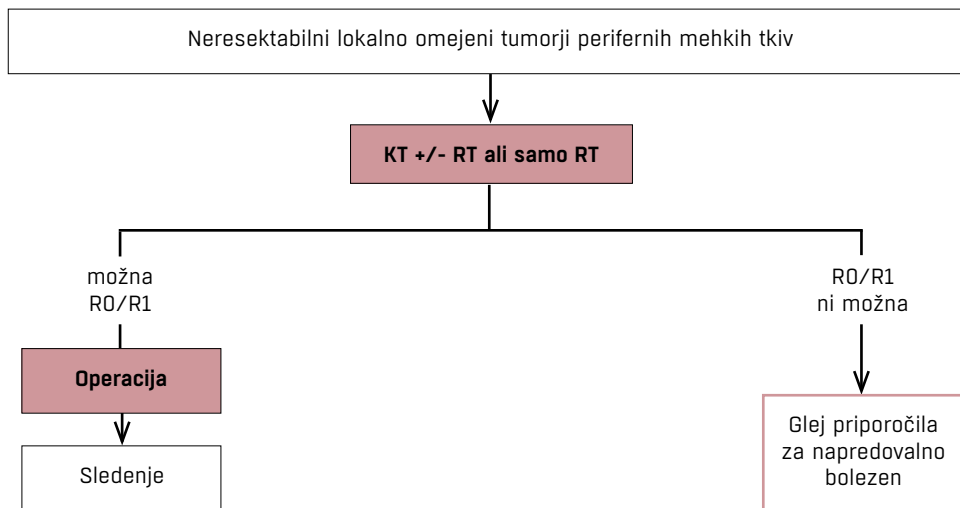 Neresektabilni lokalno omejeni tumorji perifernih mehkih tkiv
KT +/- RT ali samo RT
možna
R0/R1
R0/R1
ni možna
Operacija
Sledenje
Glej priporočila
za napredovalno
bolezen